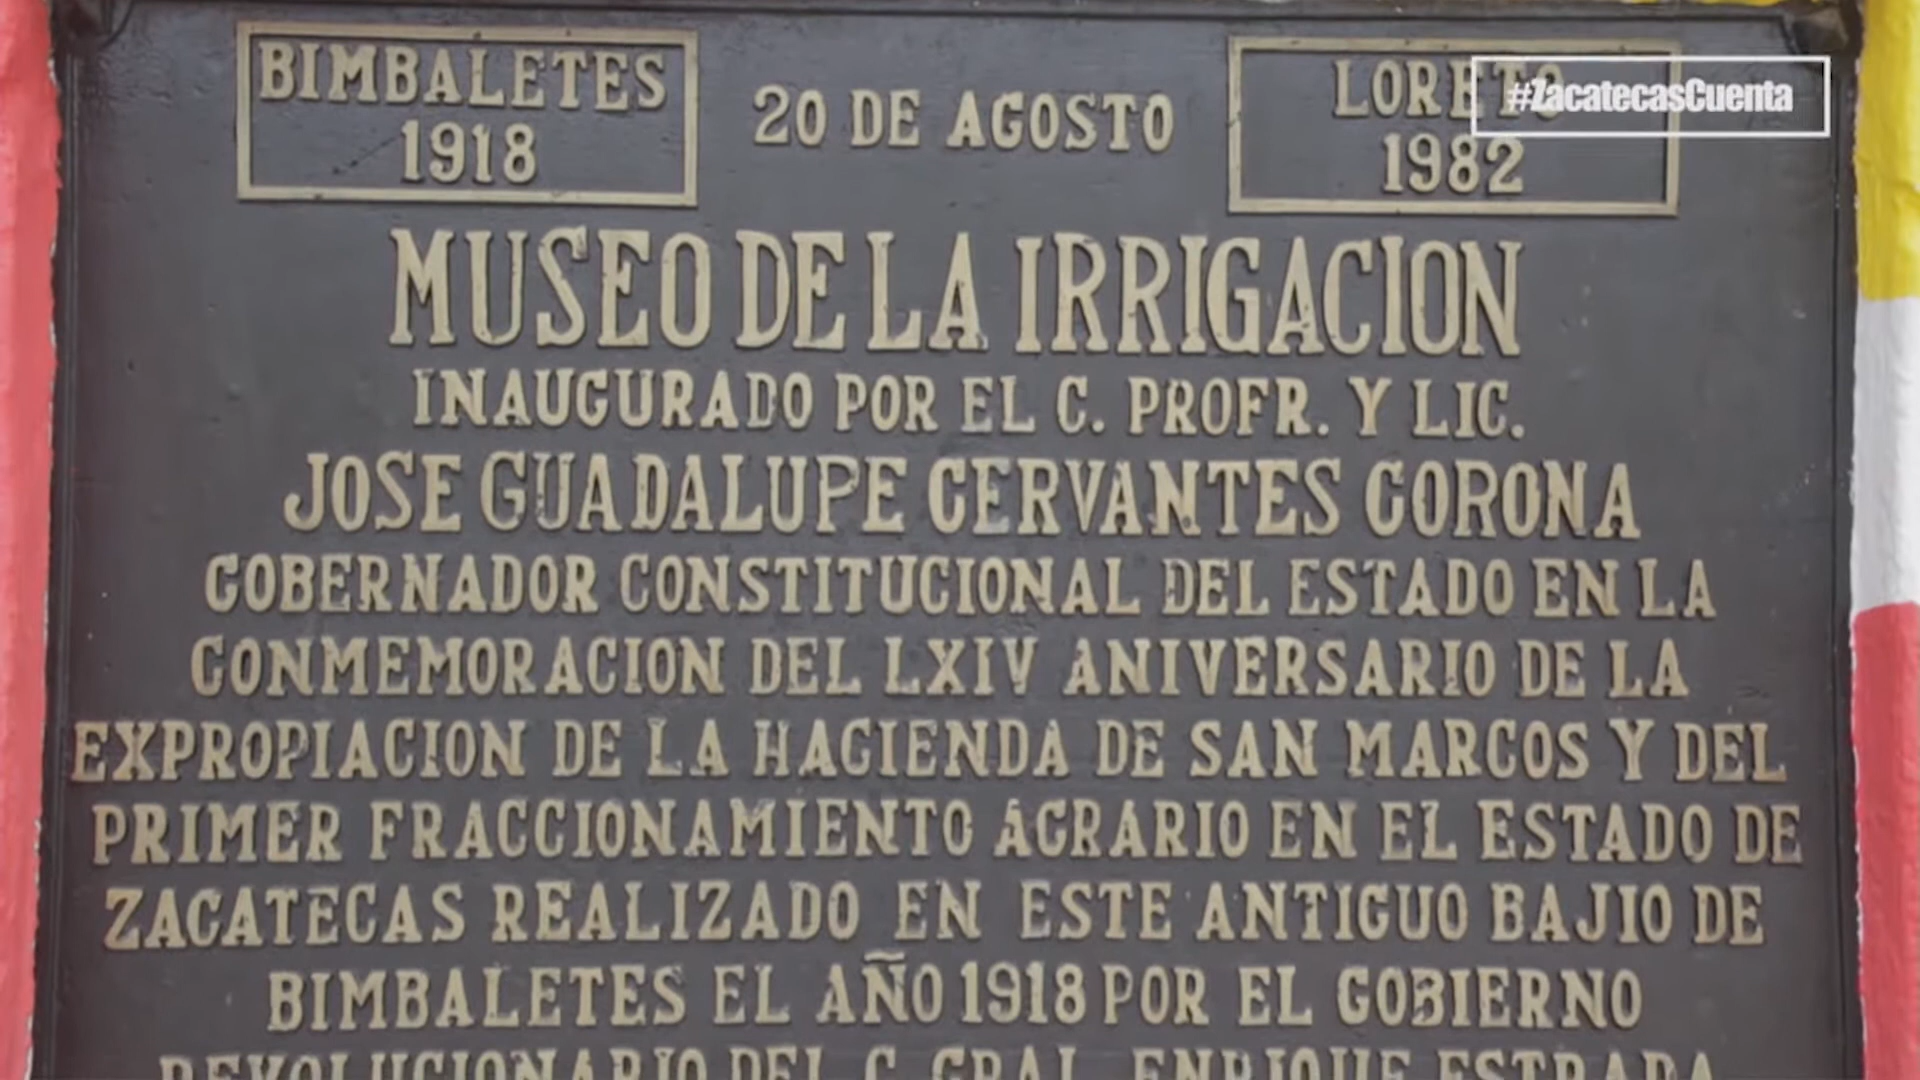 BIMBALETES
1918
20 DE AGOSTO
LORETO
1982
#ZacatecasCuenta
MUSEO DE LA IRRIGACION
INAUGURADO POR EL C. PROFR. Y LIC.
JOSE GUADALUPE CERVANTES CORONA
GOBERNADOR CONSTITUCIONAL DEL ESTADO EN LA
CONMEMORACION DEL LXIV ANIVERSARIO DE LA
EXPROPIACION DE LA HACIENDA DE SAN MARCOS Y DEL
PRIMER FRACCIONAMIENTO AGRARIO EN EL ESTADO DE
ZACATECAS REALIZADO EN ESTE ANTIGUO BAJIO DE
BIMBALETES EL AÑO 1918 POR EL GOBIERNO
REVOLUCIONARIO DEL C. GRAL. ENRIQUE ESTRADA